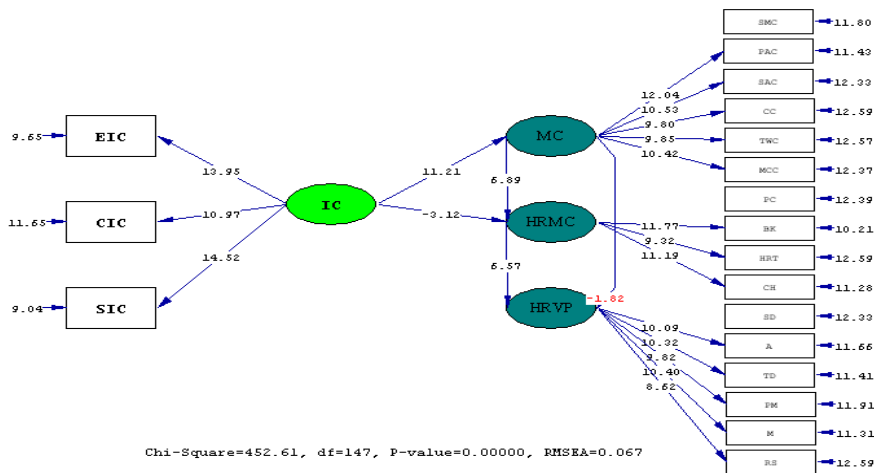 SMC 11.80
PAC 11.43
SAC 12.33
CC 12.59
TWC 12.57
MCC 12.37
PC 12.39
BK 10.21
HRT 12.59
CH 11.28
SD 12.33
A 11.66
TD 11.41
PM 11.91
M 11.31
RS 12.59
12.04
10.53
9.80
9.85
10.42
11.77
9.32
11.19
10.09
10.32
9.82
10.40
8.62
MC
HRMC
HRVP
6.89
6.57
-1.82
11.21
-3.12
IC
13.95
10.97
14.52
9.65 EIC
11.65 CIC
9.04 SIC
Chi-Square=452.61, df=147, P-value=0.00000, RMSEA=0.067